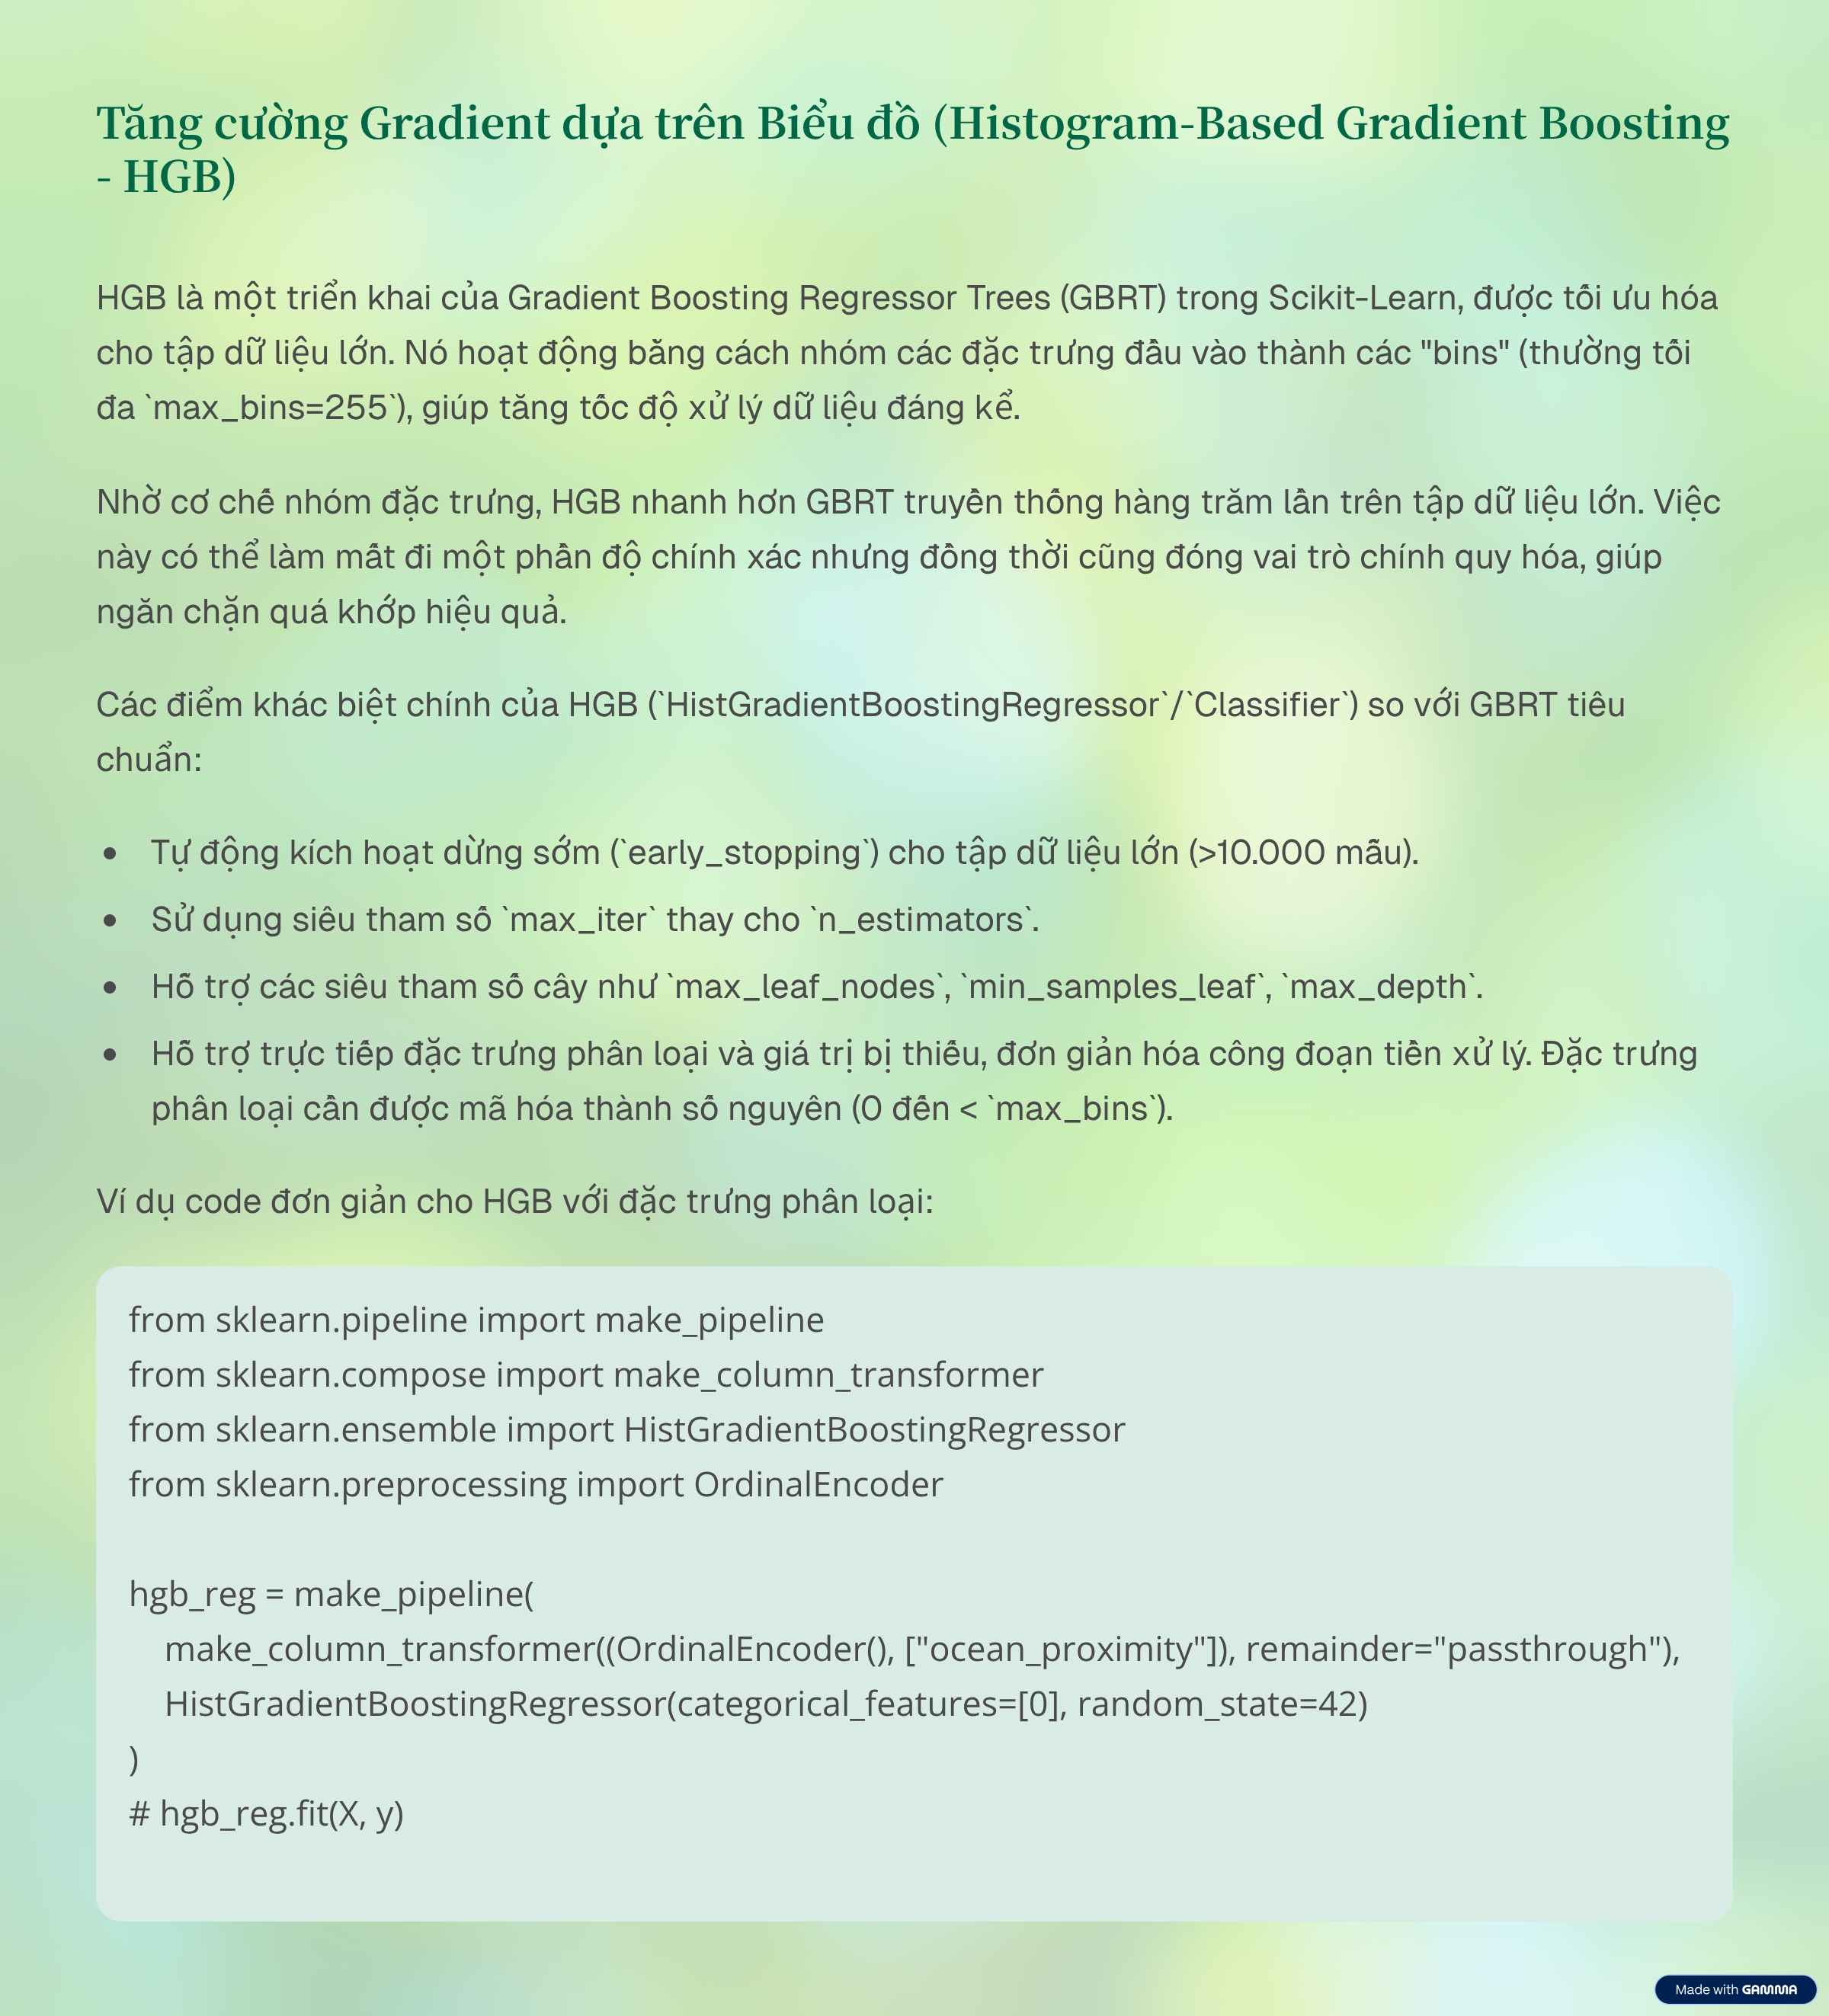 Tăng cường Gradient dựa trên Biểu đồ (Histogram-Based Gradient Boosting
- HGB)
HGB là một triển khai của Gradient Boosting Regressor Trees (GBRT) trong Scikit-Learn, được tối ưu hóa
cho tập dữ liệu lớn. Nó hoạt động bằng cách nhóm các đặc trưng đầu vào thành các "bins" (thường tối
đa `max_bins=255`), giúp tăng tốc độ xử lý dữ liệu đáng kể.
Nhờ cơ chế nhóm đặc trưng, HGB nhanh hơn GBRT truyền thống hàng trăm lần trên tập dữ liệu lớn. Việc
này có thể làm mất đi một phần độ chính xác nhưng đồng thời cũng đóng vai trò chính quy hóa, giúp
ngăn chặn quá khớp hiệu quả.
Các điểm khác biệt chính của HGB (`HistGradientBoostingRegressor`/`Classifier`) so với GBRT tiêu
chuẩn:
• Tự động kích hoạt dừng sớm (`early_stopping`) cho tập dữ liệu lớn (>10.000 mẫu).
• Sử dụng siêu tham số `max_iter` thay cho `n_estimators`.
• Hỗ trợ các siêu tham số cây như `max_leaf_nodes`, `min_samples_leaf`, `max_depth`.
• Hỗ trợ trực tiếp đặc trưng phân loại và giá trị bị thiếu, đơn giản hóa công đoạn tiền xử lý. Đặc trưng
phân loại cần được mã hóa thành số nguyên (0 đến < `max_bins`).
Ví dụ code đơn giản cho HGB với đặc trưng phân loại:
from sklearn.pipeline import make_pipeline
from sklearn.compose import make_column_transformer
from sklearn.ensemble import HistGradientBoostingRegressor
from sklearn.preprocessing import OrdinalEncoder
hgb_reg = make_pipeline(
    make_column_transformer((OrdinalEncoder(), ["ocean_proximity"]), remainder="passthrough"),
    HistGradientBoostingRegressor(categorical_features=[0], random_state=42)
)
# hgb_reg.fit(X, y)
Made with GAMMA